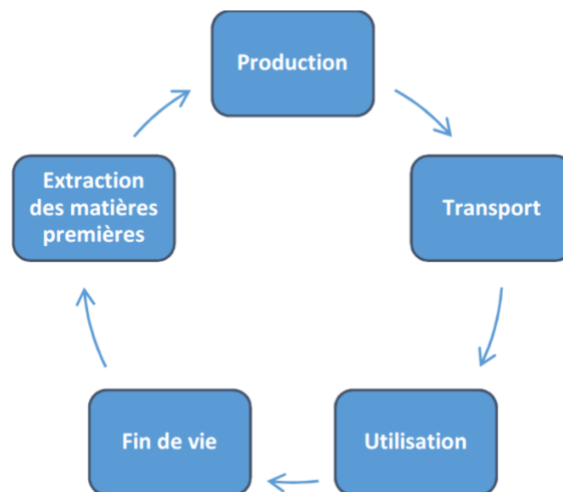 Production
Extraction
des matières
premières
Transport
Fin de vie
Utilisation